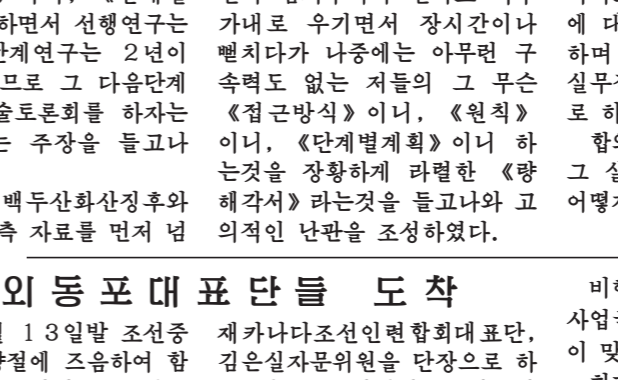 하면서 선행연구는
단계연구는 2년이
므로 그 다음단계
술토론회를 하자는
는 주장을 들고나
백두산화산징후와
측 자료를 먼저 넘
가내로 우기면서 장시간이나
뻗치다가 나중에는 아무런 구
속력도 없는 저들의 그 무슨
《접근방식》이니, 《원칙》
이니, 《단계별계획》이니 하
는것을 장황하게 라렬한 《량
해각서》라는것을 들고나와 고
의적인 난판을 조성하였다.
에 대
하며
실무
로 하
합의
그 실
어떻게
외동포대표단들 도착
13일발 조선중
절에 즈음하여 함
재카나다조선인련합회대표단,
김은실자문위원을 단장으로 하
비
사업을
이 맞